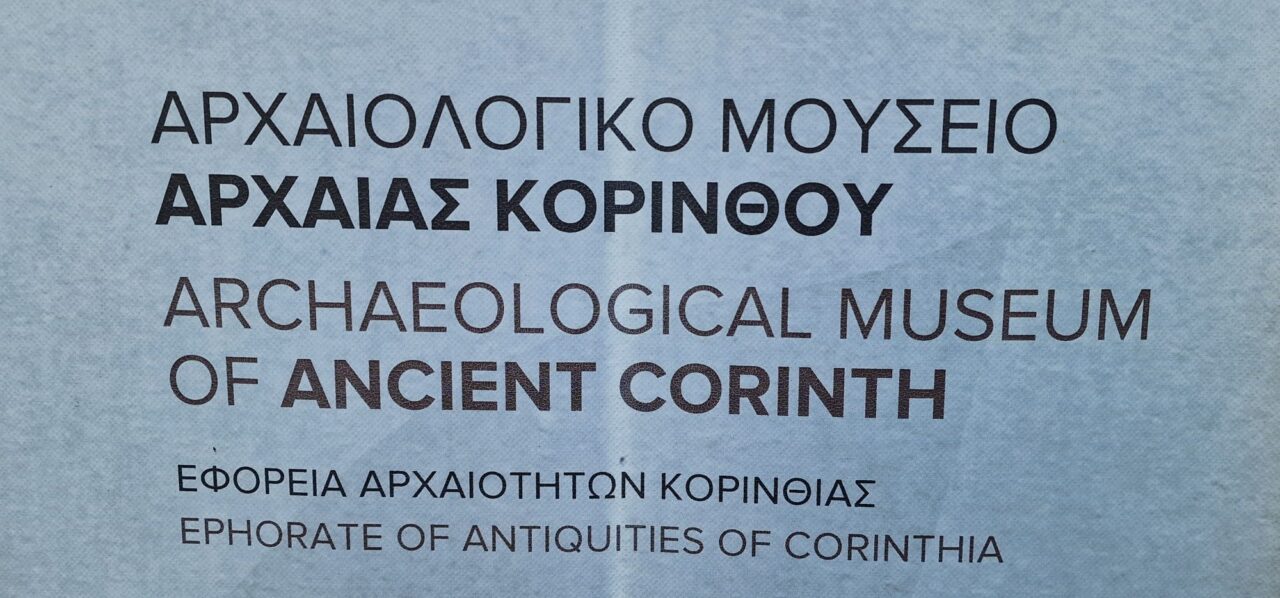 ΑΡΧΑΙΟΛΟΓΙΚΟ ΜΟΥΣΕΙΟ
ΑΡΧΑΙΑΣ ΚΟΡΙΝΘΟΥ
ARCHAEOLOGICAL MUSEUM
OF ANCIENT CORINTH
ΕΦΟΡΕΙΑ ΑΡΧΑΙΟΤΗΤΩΝ ΚΟΡΙΝΘΙΑΣ
EPHORATE OF ANTIQUITIES OF CORINTHIA